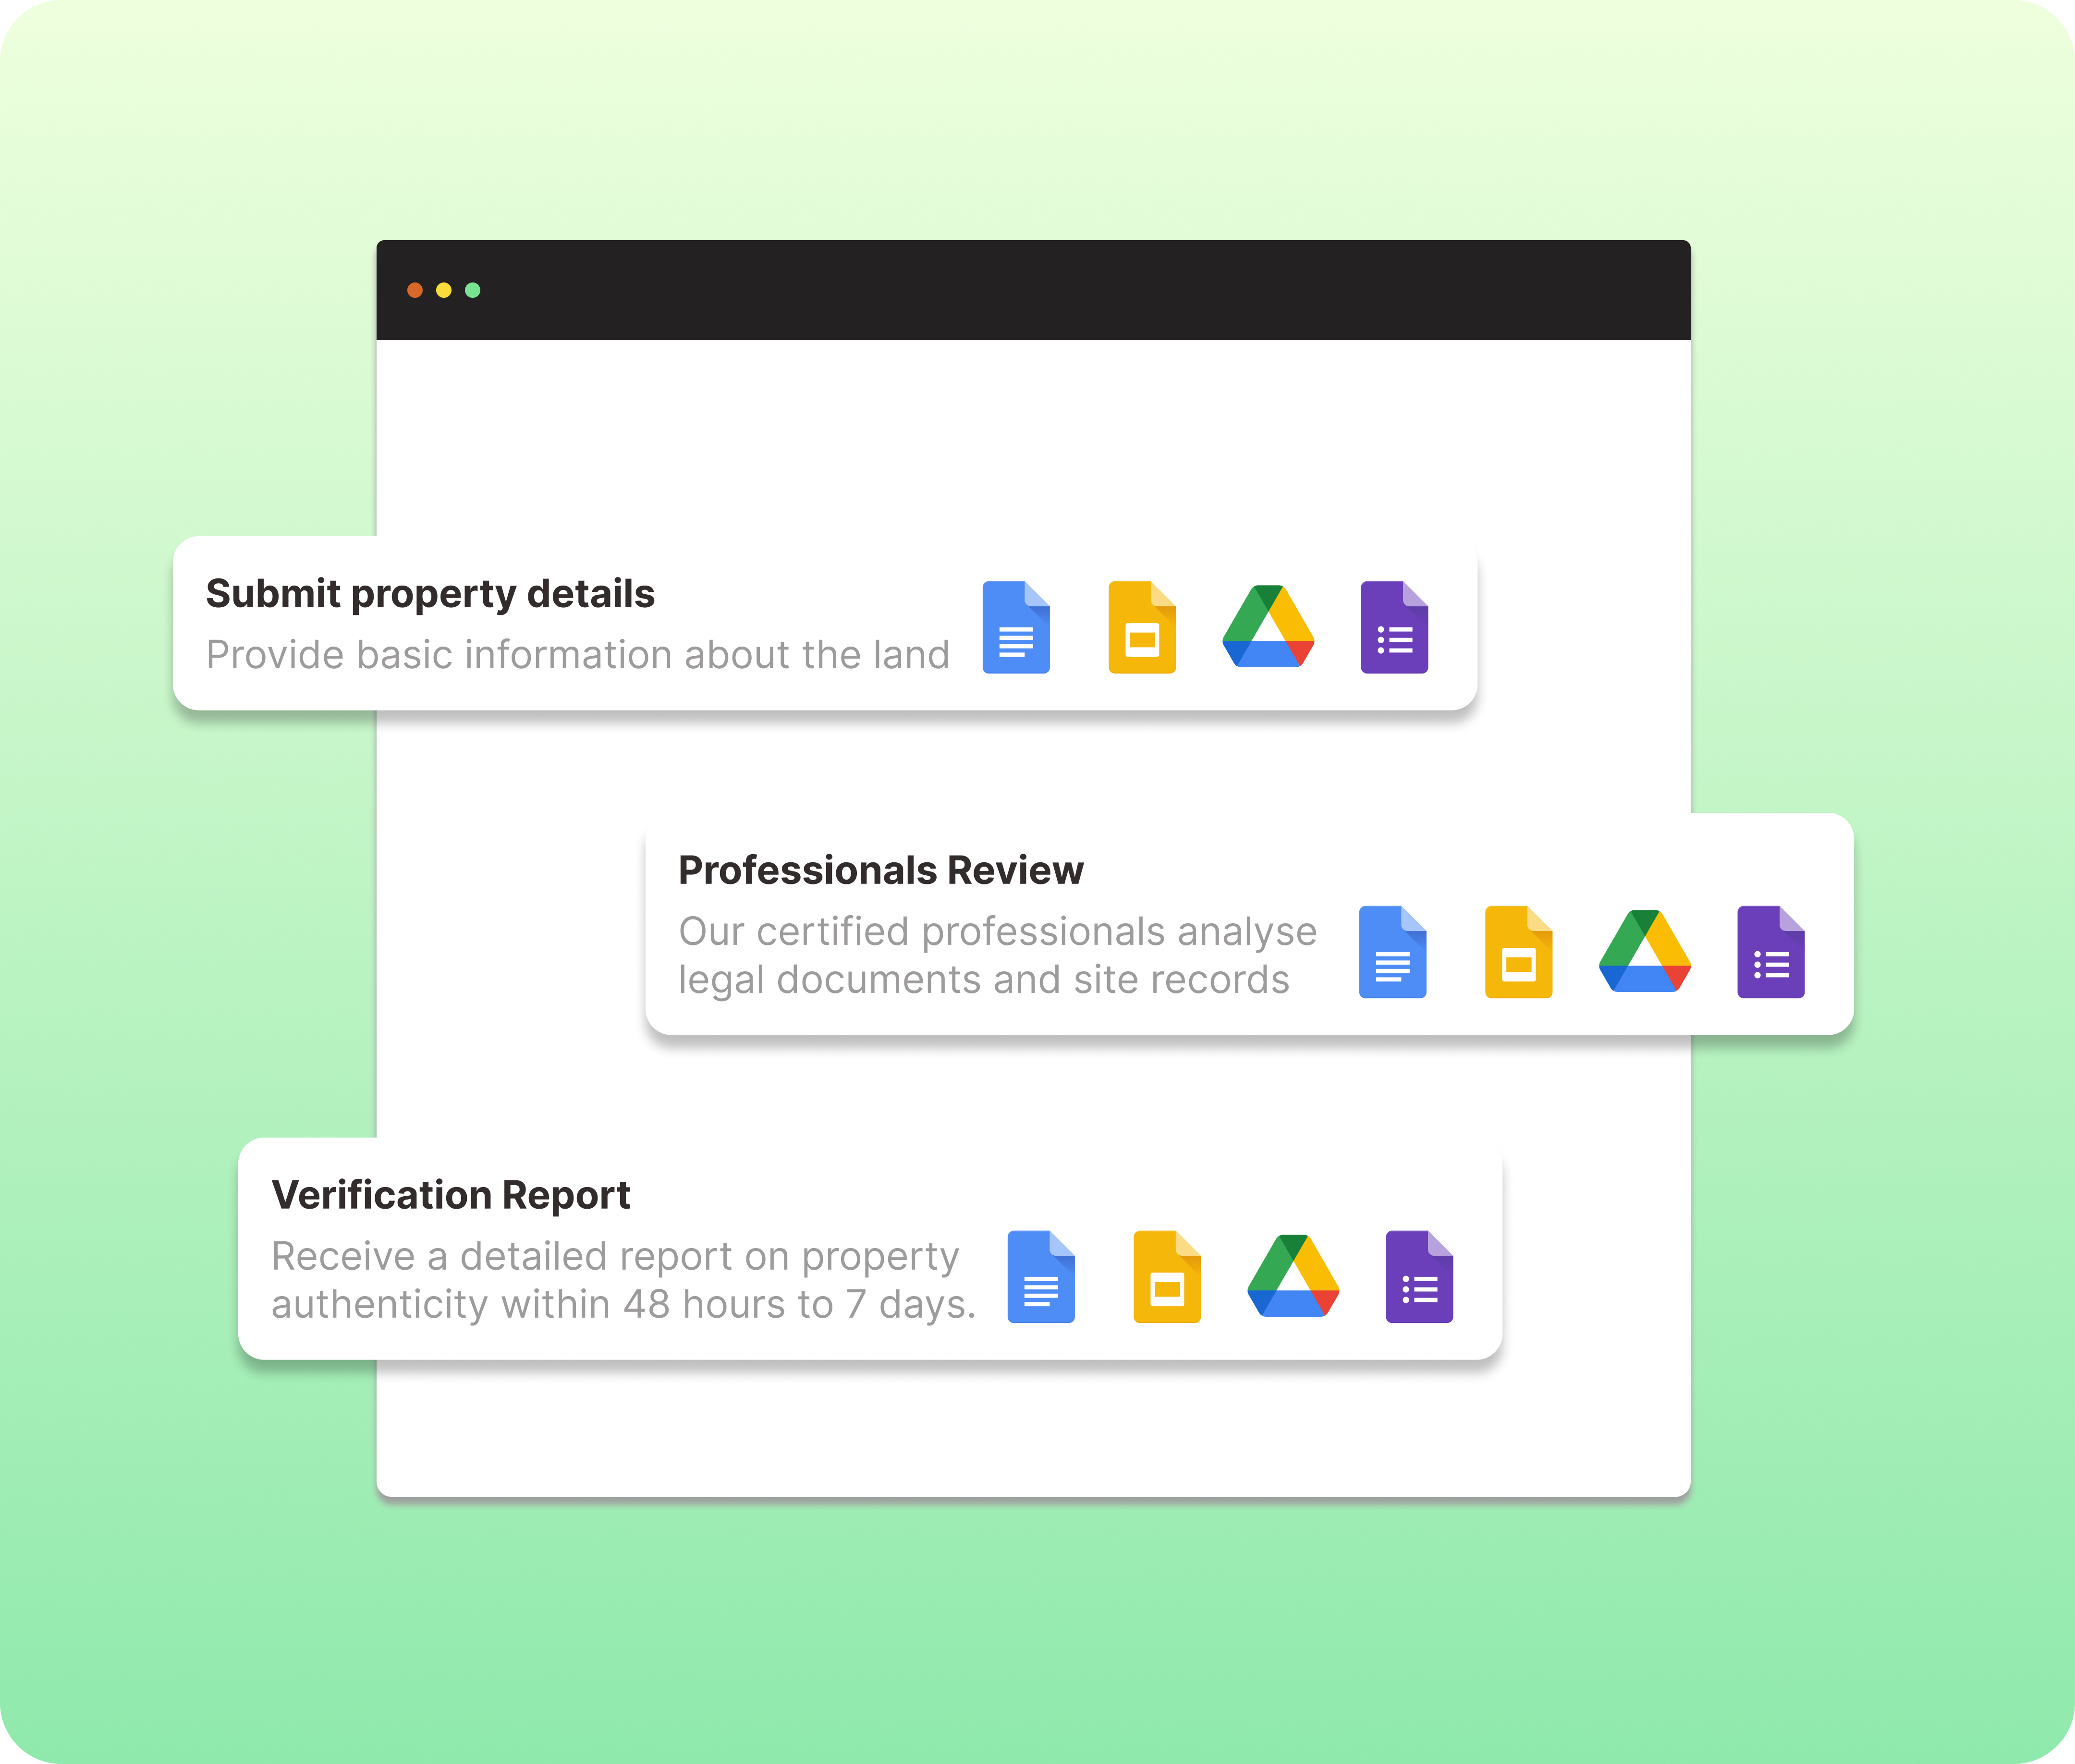 Submit property details
Provide basic information about the land
Professionals Review
Our certified professionals analyse
legal documents and site records
Verification Report
Receive a detailed report on property
authenticity within 48 hours to 7 days.